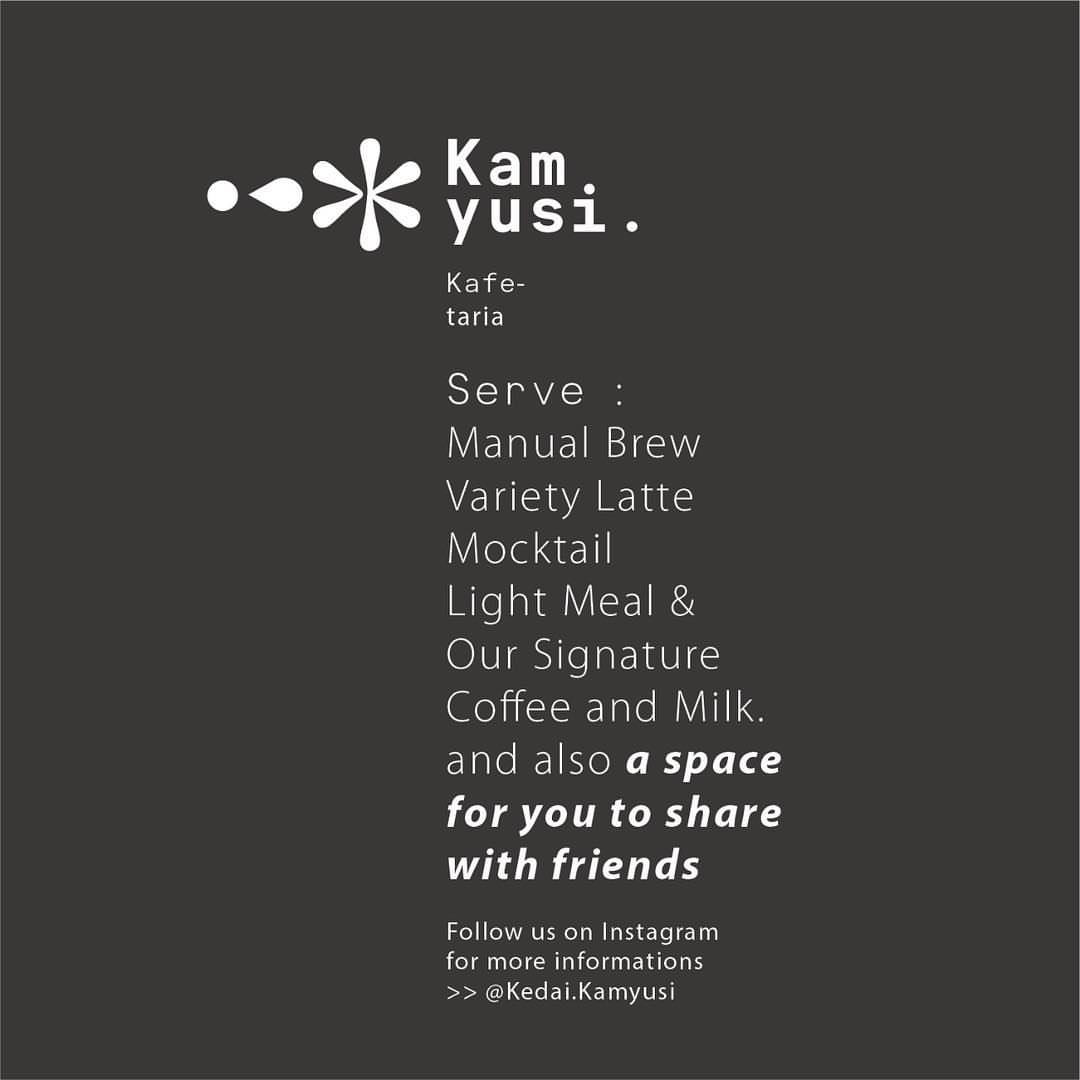 Kam
yusi.
Kafe-
taria
Serve :
Manual Brew
Variety Latte
Mocktail
Light Meal &
Our Signature
Coffee and Milk.
and also a space
for you to share
with friends
Follow us on Instagram
for more informations
>> @Kedai.Kamyusi